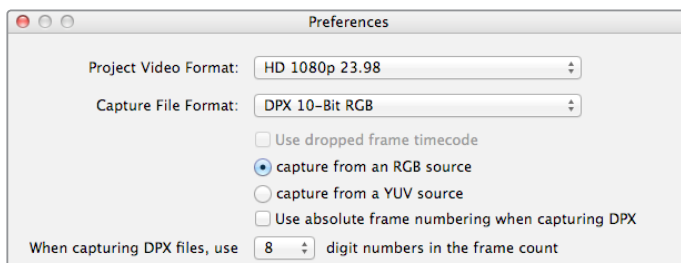 Preferences
Project Video Format: HD 1080p 23.98
Capture File Format: DPX 10-Bit RGB
Use dropped frame timecode
capture from an RGB source
capture from a YUV source
Use absolute frame numbering when capturing DPX
When capturing DPX files, use 8 digit numbers in the frame count